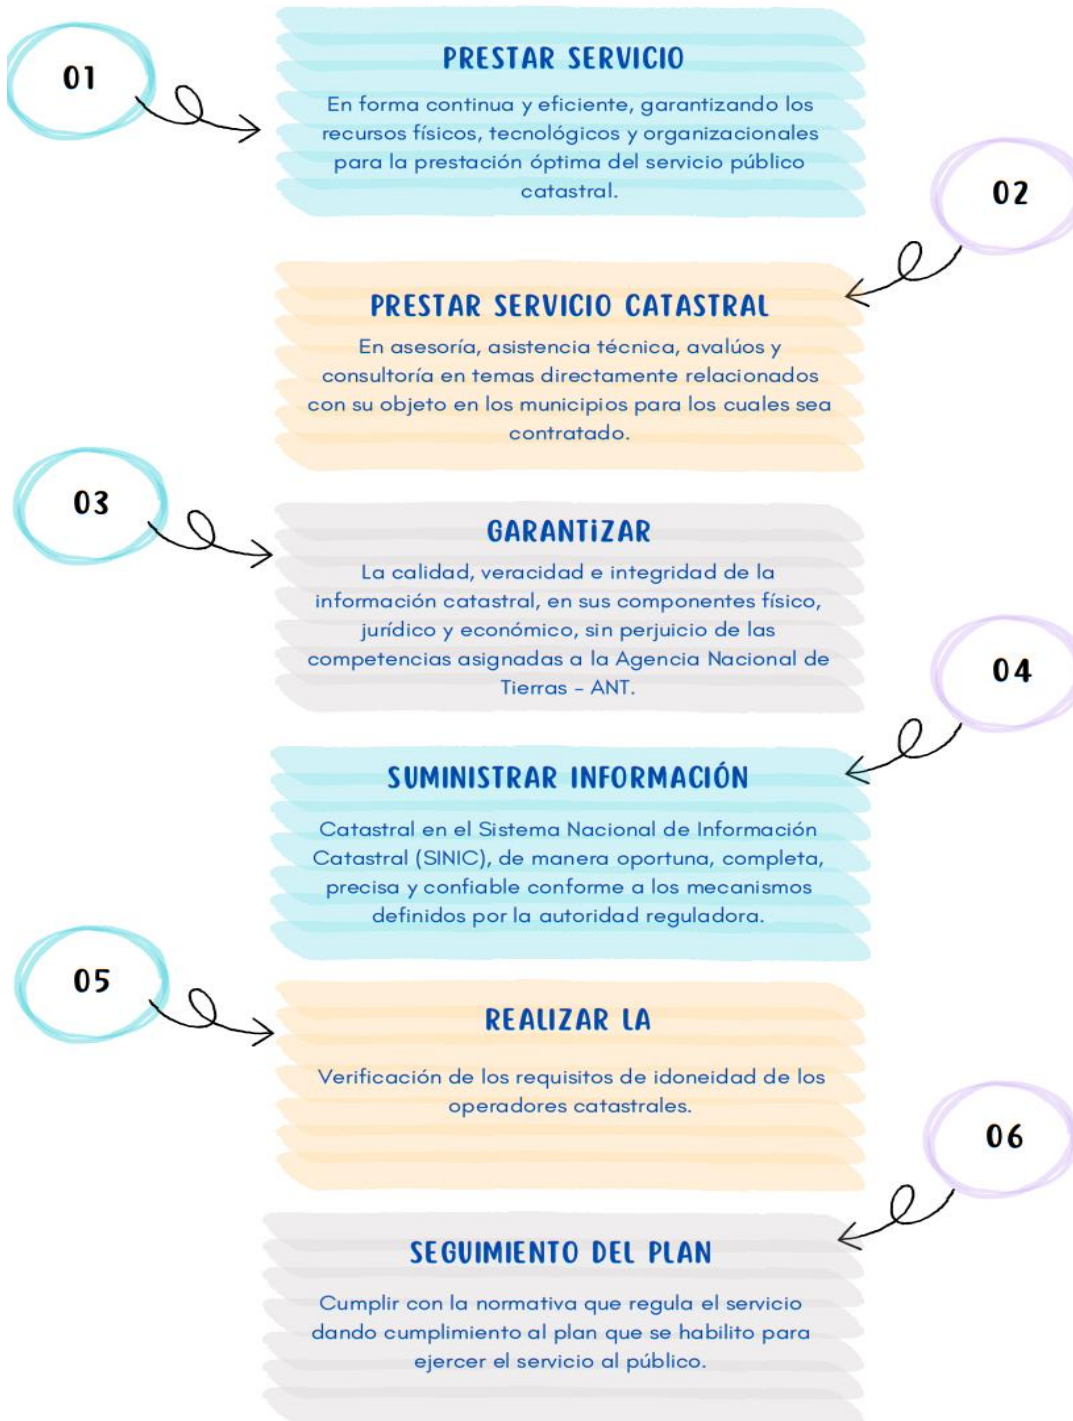 01
PRESTAR SERVICIO
En forma continua y eficiente, garantizando los
recursos físicos, tecnológicos y organizacionales
para la prestación óptima del servicio público
catastral.
02
PRESTAR SERVICIO CATASTRAL
En asesoría, asistencia técnica, avalúos y
consultoría en temas directamente relacionados
con su objeto en los municipios para los cuales sea
contratado.
03
GARANTiZAR
La calidad, veracidad e integridad de la
información catastral, en sus componentes físico,
jurídico y económico, sin perjuicio de las
competencias asignadas a la Agencia Nacional de
Tierras - ANT.
04
SUMINISTRAR INFORMACIÓN
Catastral en el Sistema Nacional de Información
Catastral (SINIC), de manera oportuna, completa,
precisa y confiable conforme a los mecanismos
definidos por la autoridad reguladora.
05
REALIZAR LA
Verificación de los requisitos de idoneidad de los
operadores catastrales.
06
SEGUIMIENTO DEL PLAN
Cumplir con la normativa que regula el servicio
dando cumplimiento al plan que se habilito para
ejercer el servicio al público.